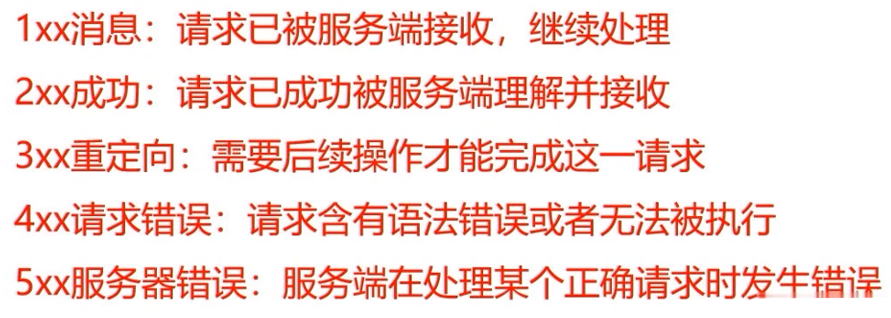 1xx消息：请求已被服务端接收，继续处理
2xx成功：请求已成功被服务端理解并接收
3xx重定向：需要后续操作才能完成这一请求
4xx请求错误：请求含有语法错误或者无法被执行
5xx服务器错误：服务端在处理某个正确请求时发生错误